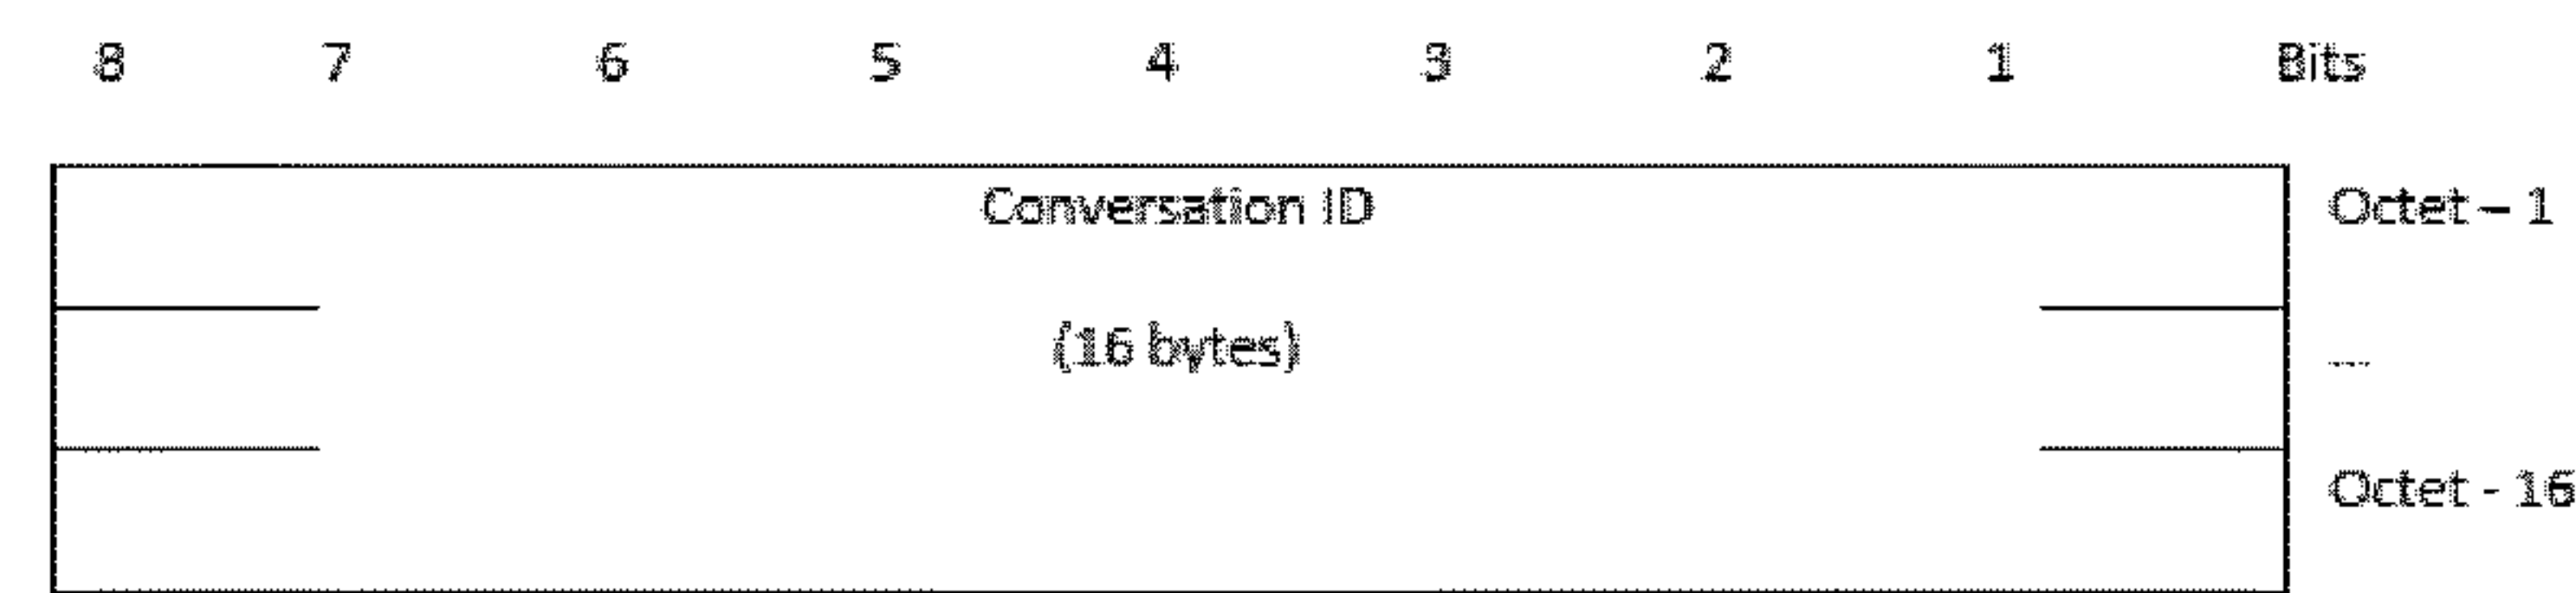 8 7 6 5 4 3 2 1 Bits
Conversation ID Octet – 1
(16 bytes) ...
Octet - 16